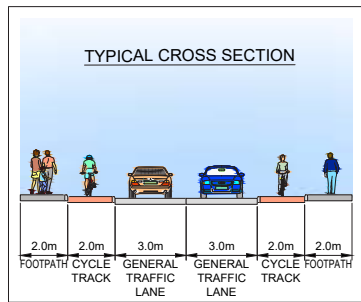 TYPICAL CROSS SECTION
2.0m 2.0m 3.0m 3.0m 2.0m 2.0m
FOOTPATH CYCLE GENERAL GENERAL CYCLE FOOTPATH
TRACK TRAFFIC TRAFFIC TRACK
LANE LANE